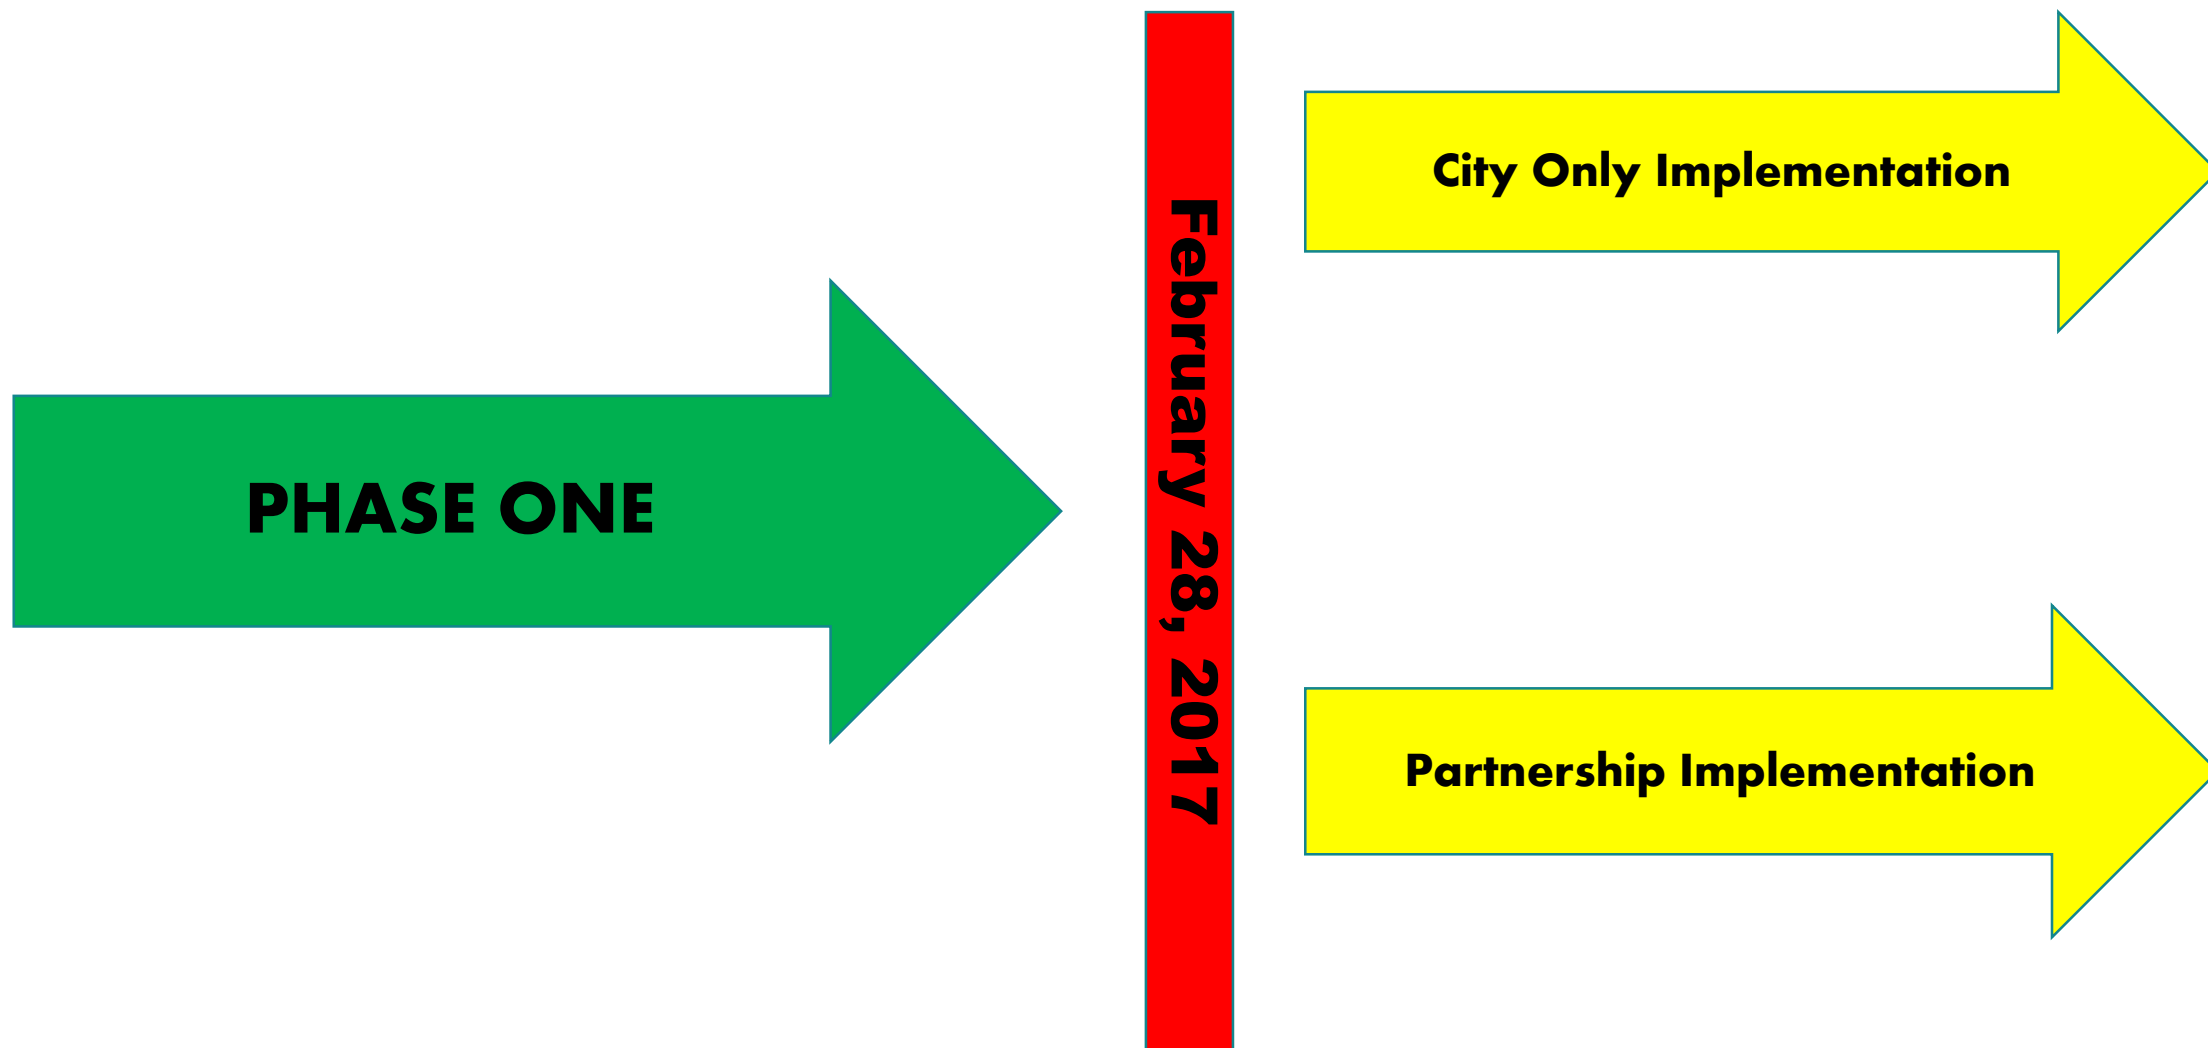 PHASE ONE
February 28, 2017
City Only Implementation
Partnership Implementation